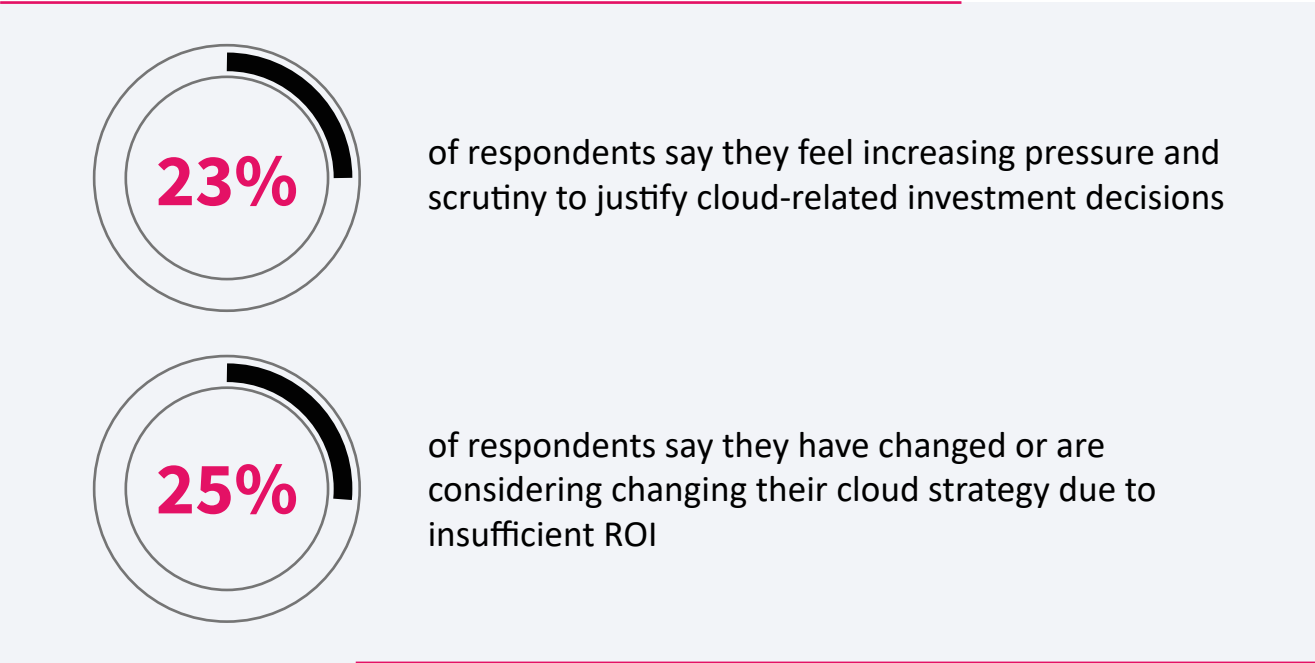 23%
of respondents say they feel increasing pressure and
scrutiny to justify cloud-related investment decisions
25%
of respondents say they have changed or are
considering changing their cloud strategy due to
insufficient ROI